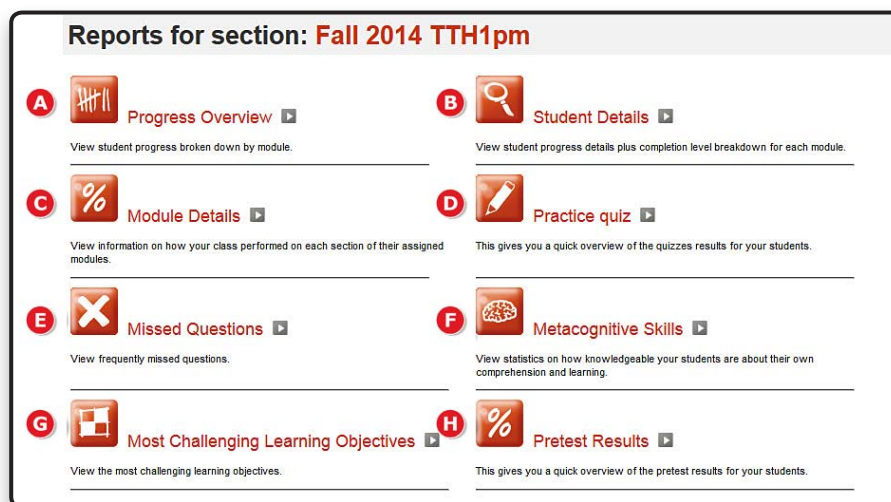 Reports for section: Fall 2014 TTH1pm
A
Progress Overview
View student progress broken down by module.
B
Student Details
View student progress details plus completion level breakdown for each module.
C
%
Module Details
View information on how your class performed on each section of their assigned
modules.
D
Practice quiz
This gives you a quick overview of the quizzes results for your students.
E
Missed Questions
View frequently missed questions.
F
Metacognitive Skills
View statistics on how knowledgeable your students are about their own
comprehension and learning.
G
Most Challenging Learning Objectives
View the most challenging learning objectives.
H
%
Pretest Results
This gives you a quick overview of the pretest results for your students.